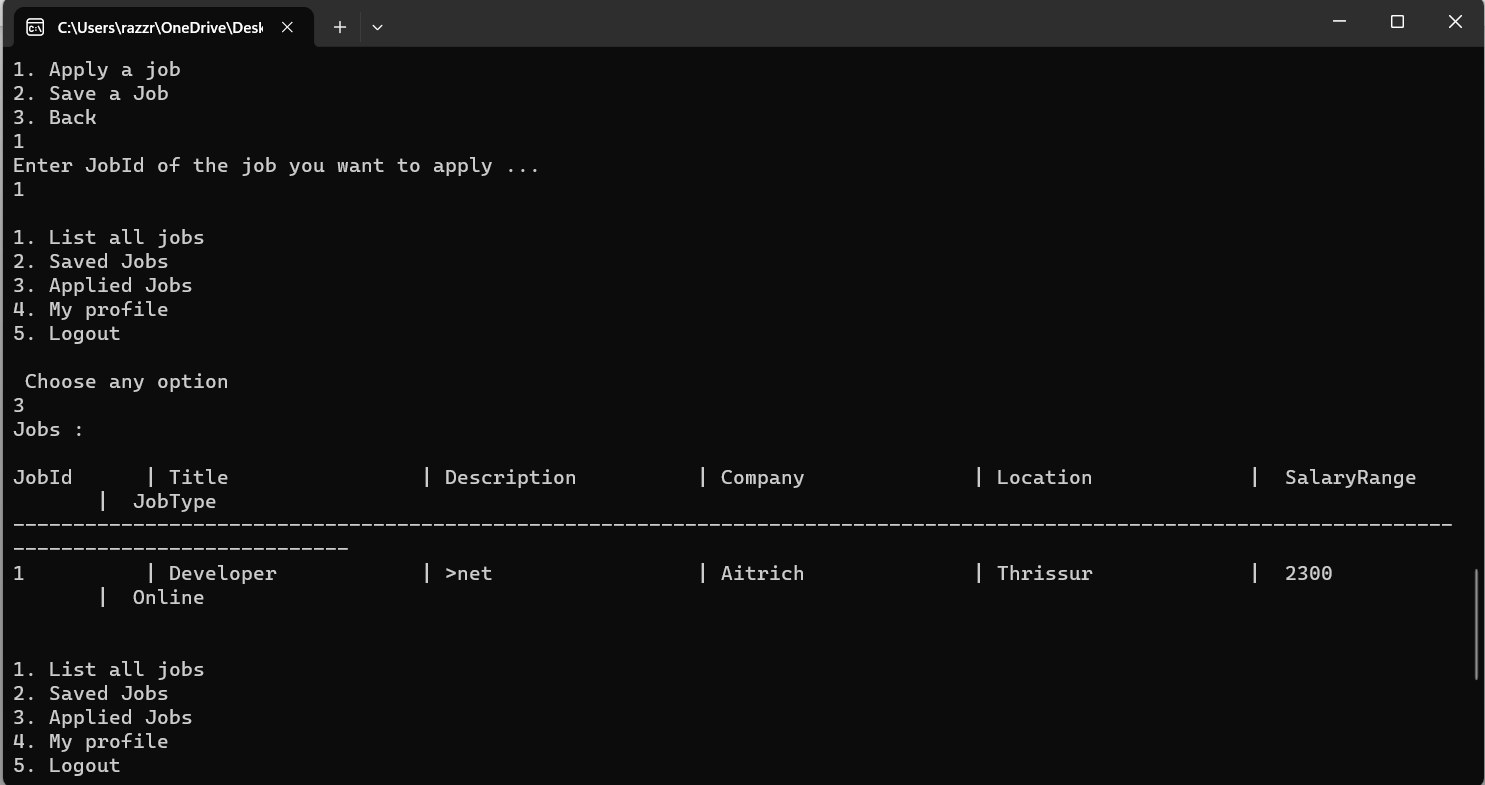 C:\Users\razzr\OneDrive\Desk
1. Apply a job
2. Save a Job
3. Back
1
Enter JobId of the job you want to apply ...
1
1. List all jobs
2. Saved Jobs
3. Applied Jobs
4. My profile
5. Logout
Choose any option
3
Jobs :
JobId | Title | Description | Company | Location | SalaryRange
| JobType
------------------------------------------------------------------------------------------------------------------------
----------------------------
1 | Developer | >net | Aitrich | Thrissur | 2300
| Online
1. List all jobs
2. Saved Jobs
3. Applied Jobs
4. My profile
5. Logout